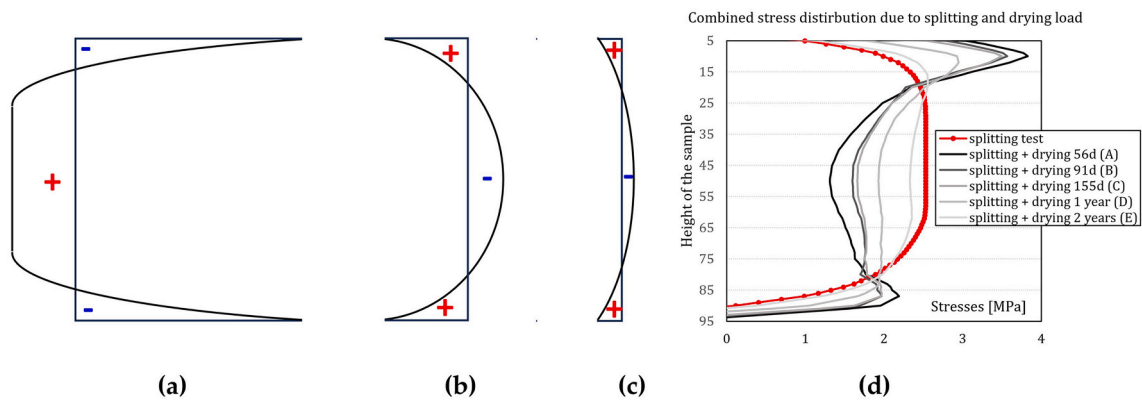 Combined stress distirbution due to splitting and drying load
Height of the sample
5
15
25
35
45
55
65
75
85
95
splitting test
splitting + drying 56d (A)
splitting + drying 91d (B)
splitting + drying 155d (C)
splitting + drying 1 year (D)
splitting + drying 2 years (E)
Stresses [MPa]
0 1 2 3 4
- + -
+ - +
+ - +
(a) (b) (c) (d)